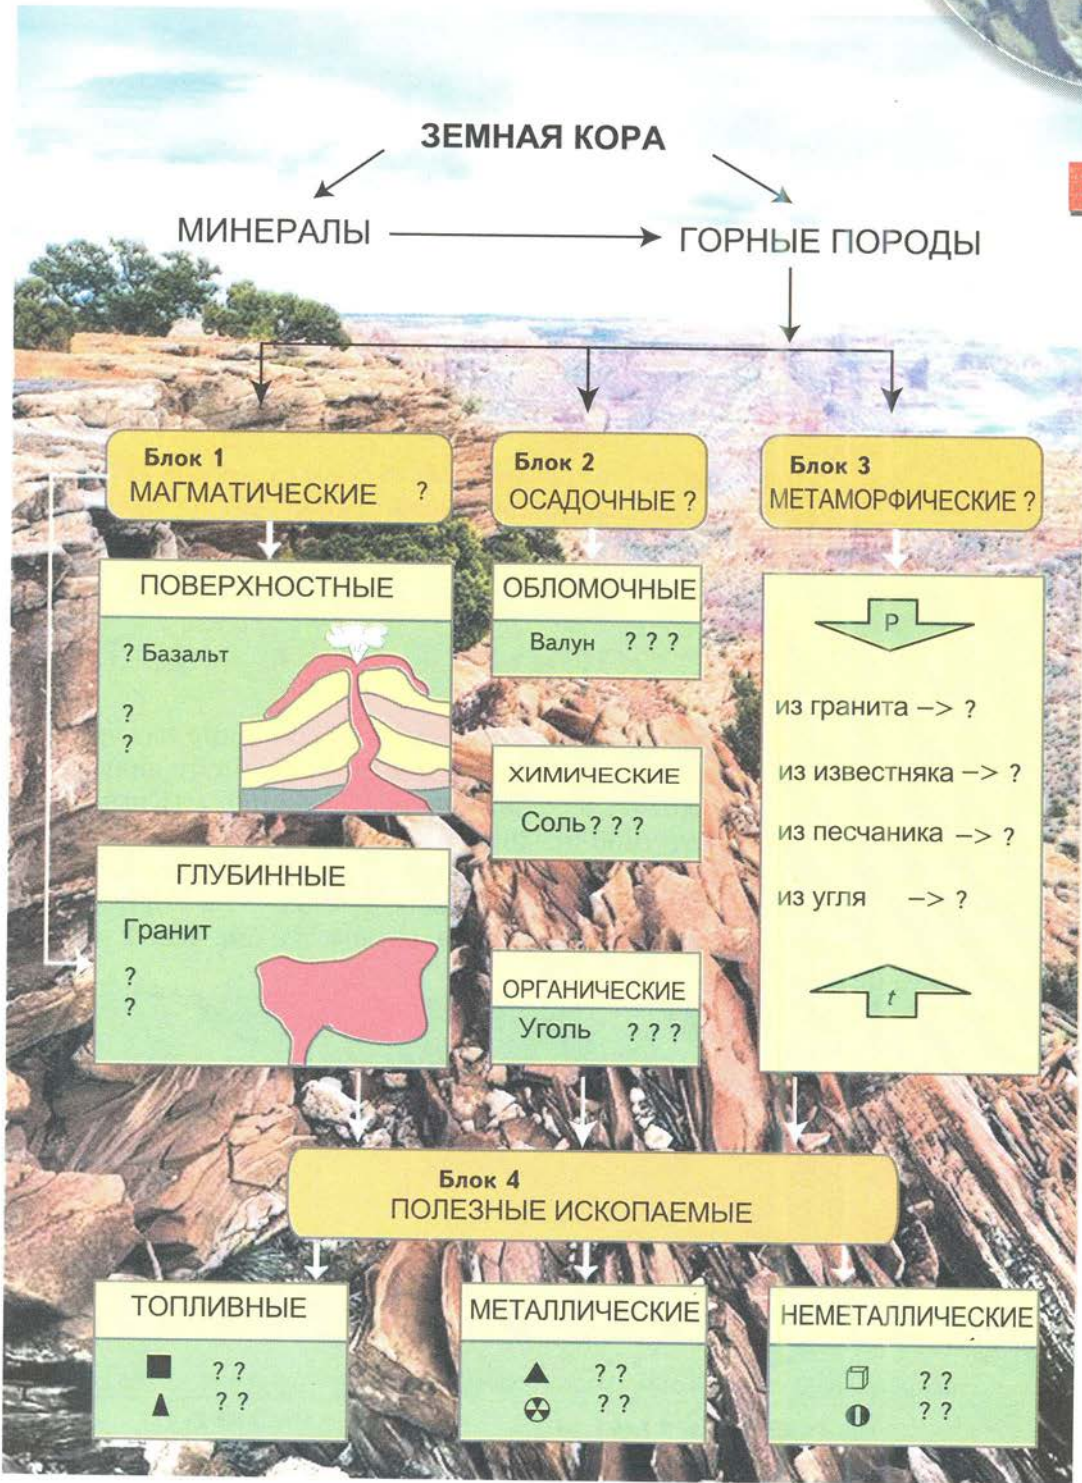 ЗЕМНАЯ КОРА
МИНЕРАЛЫ
ГОРНЫЕ ПОРОДЫ
Блок 1
МАГМАТИЧЕСКИЕ ?
ПОВЕРХНОСТНЫЕ
? Базальт
?
?
ГЛУБИННЫЕ
Гранит
?
?
Блок 2
ОСАДОЧНЫЕ ?
ОБЛОМОЧНЫЕ
Валун ? ? ?
ХИМИЧЕСКИЕ
Соль ? ? ?
ОРГАНИЧЕСКИЕ
Уголь ? ? ?
Блок 3
МЕТАМОРФИЧЕСКИЕ ?
P
из гранита –> ?
из известняка –> ?
из песчаника –> ?
из угля –> ?
t
Блок 4
ПОЛЕЗНЫЕ ИСКОПАЕМЫЕ
ТОПЛИВНЫЕ
? ?
? ?
МЕТАЛЛИЧЕСКИЕ
? ?
? ?
НЕМЕТАЛЛИЧЕСКИЕ
? ?
? ?